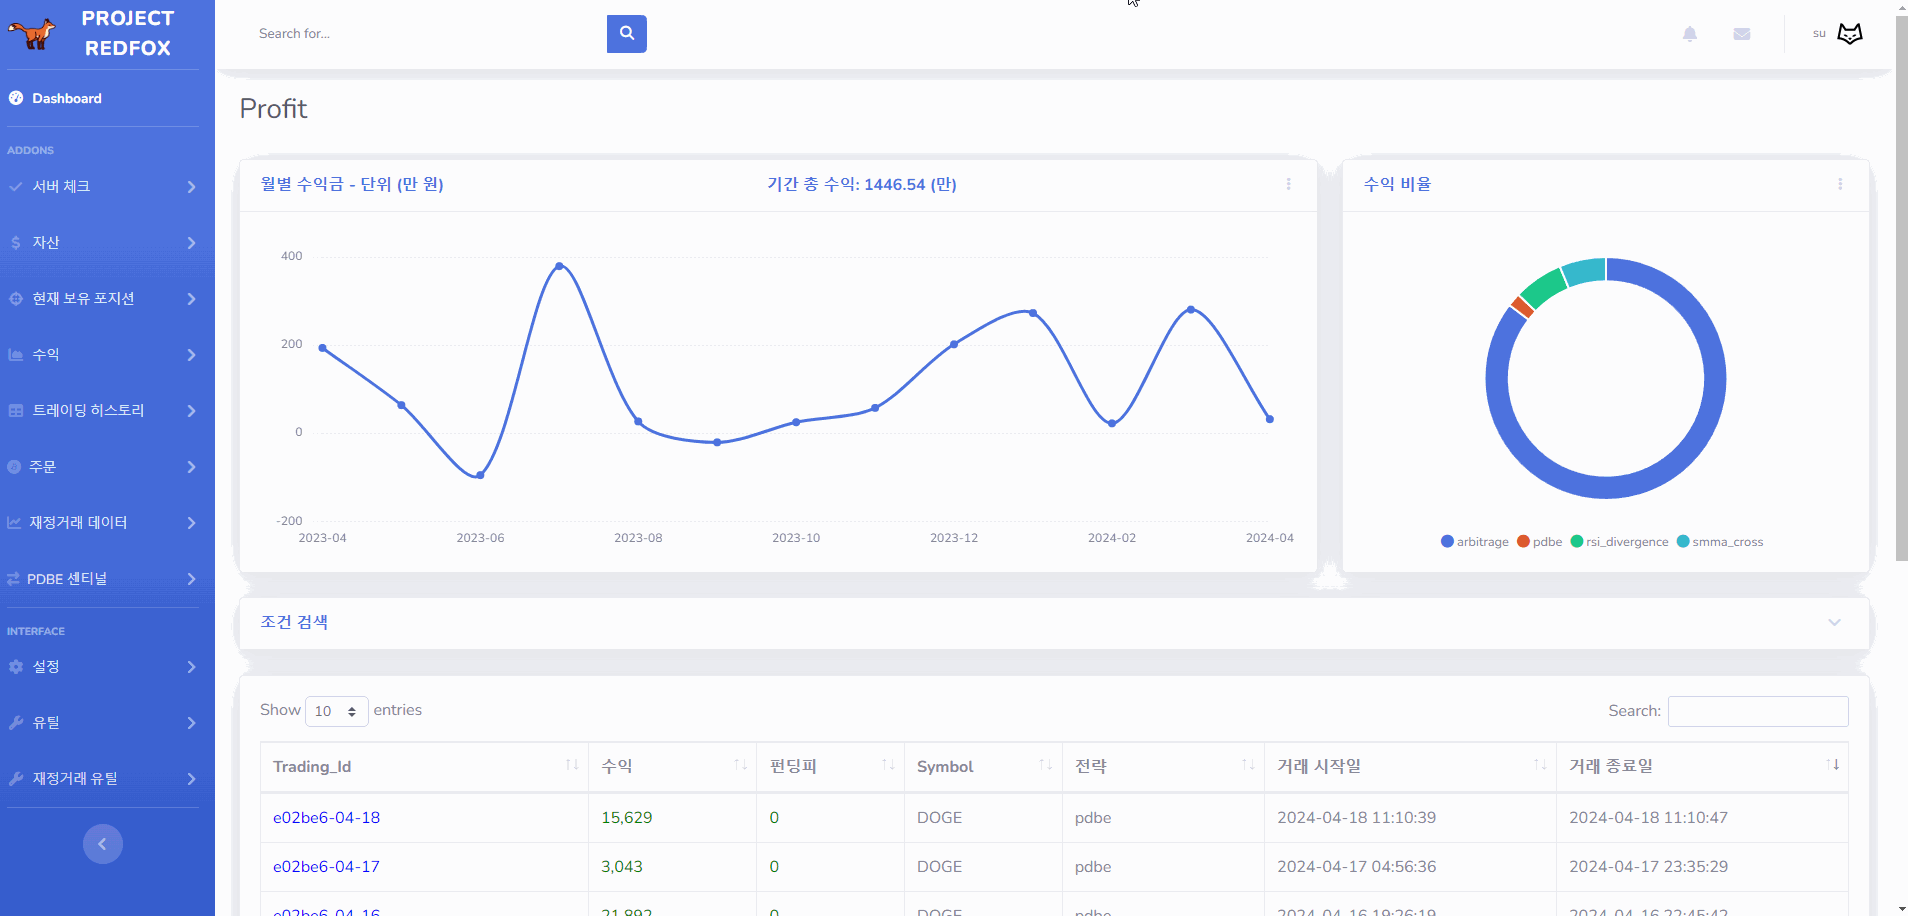 PROJECT
REDFOX
Dashboard
ADDONS
서버 체크
자산
현재 보유 포지션
수익
트레이딩 히스토리
주문
재정거래 데이터
PDBE 센티널
INTERFACE
설정
유틸
재정거래 유틸
Search for...
su
Profit
월별 수익금 - 단위 (만 원)
기간 총 수익: 1446.54 (만)
400
200
0
-200
2023-04 2023-06 2023-08 2023-10 2023-12 2024-02 2024-04
수익 비율
arbitrage pdbe rsi_divergence smma_cross
조건 검색
Show 10 entries
Search:
Trading_Id 수익 펀딩피 Symbol 전략 거래 시작일 거래 종료일
e02be6-04-18 15,629 0 DOGE pdbe 2024-04-18 11:10:39 2024-04-18 11:10:47
e02be6-04-17 3,043 0 DOGE pdbe 2024-04-17 04:56:36 2024-04-17 23:35:29
e02be6-04-16 21,892 0 DOGE pdbe 2024-04-16 19:26:19 2024-04-16 22:45:42